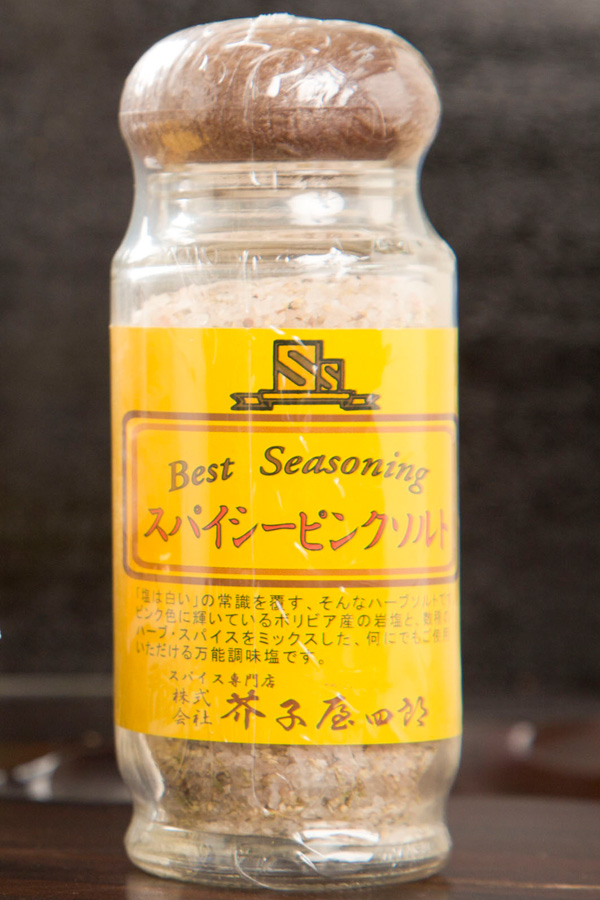 Ss
Best Seasoning
スパイシーピンクソルト
「塩は白い」の常識を覆す、そんなハーブソルトです
ピンク色に輝いているボリビア産の岩塩と、数種の
ハーブ・スパイスをミックスした、何にでもご使用
いただける万能調味塩です。
スパイス専門店
株式
会社 芥子屋四郎